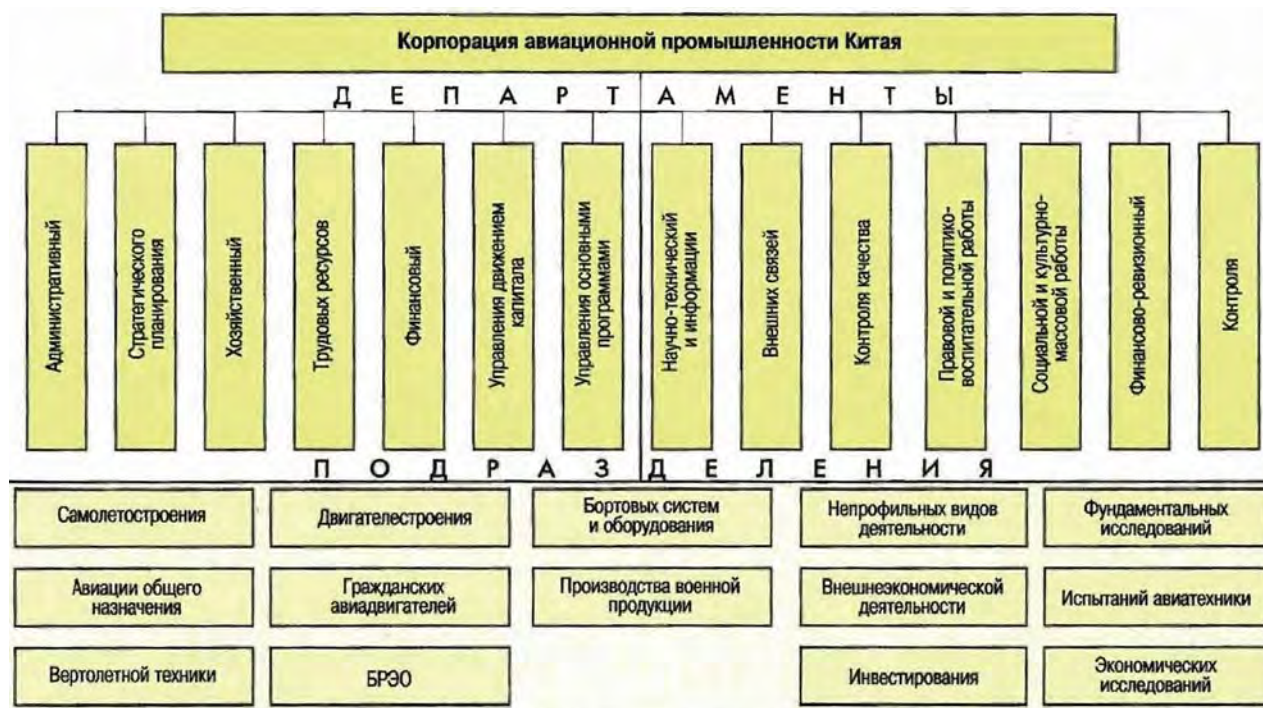 Корпорация авиационной промышленности Китая
ДЕПАРТАМЕНТЫ
Административный
Стратегического
планирования
Хозяйственный
Трудовых ресурсов
Финансовый
Управления движением
капитала
Управления основными
программами
Научно-технический
и информации
Внешних связей
Контроля качества
Правовой и политико-
воспитательной работы
Социальной и культурно-
массовой работы
Финансово-ревизионный
Контроля
ПОДРАЗДЕЛЕНИЯ
Самолетостроения
Двигателестроения
Бортовых систем
и оборудования
Непрофильных видов
деятельности
Фундаментальных
исследований
Авиации общего
назначения
Гражданских
авиадвигателей
Производства военной
продукции
Внешнеэкономической
деятельности
Испытаний авиатехники
Вертолетной техники
БРЭО
Инвестирования
Экономических
исследований